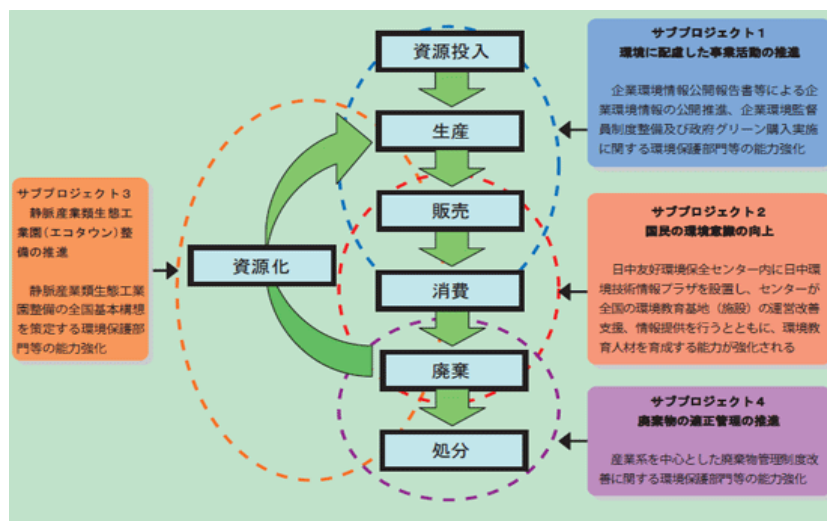 資源投入
生産
販売
消費
廃棄
処分
資源化
サブプロジェクト1
環境に配慮した事業活動の推進
企業環境情報公開報告書等による企
業環境情報の公開推進、企業環境監督
員制度整備及び政府グリーン購入実施
に関する環境保護部門等の能力強化
サブプロジェクト2
国民の環境意識の向上
日中友好環境保全センター内に日中環
境技術情報プラザを設置し、センターが
全国の環境教育基地（施設）の運営改善
支援、情報提供を行うとともに、環境教
育人材を育成する能力が強化される
サブプロジェクト3
静脈産業類生態工
業園（エコタウン）整
備の推進
静脈産業類生態工業
園整備の全国基本構想
を策定する環境保護部
門等の能力強化
サブプロジェクト4
廃棄物の適正管理の推進
産業系を中心とした廃棄物管理制度改
善に関する環境保護部門等の能力強化